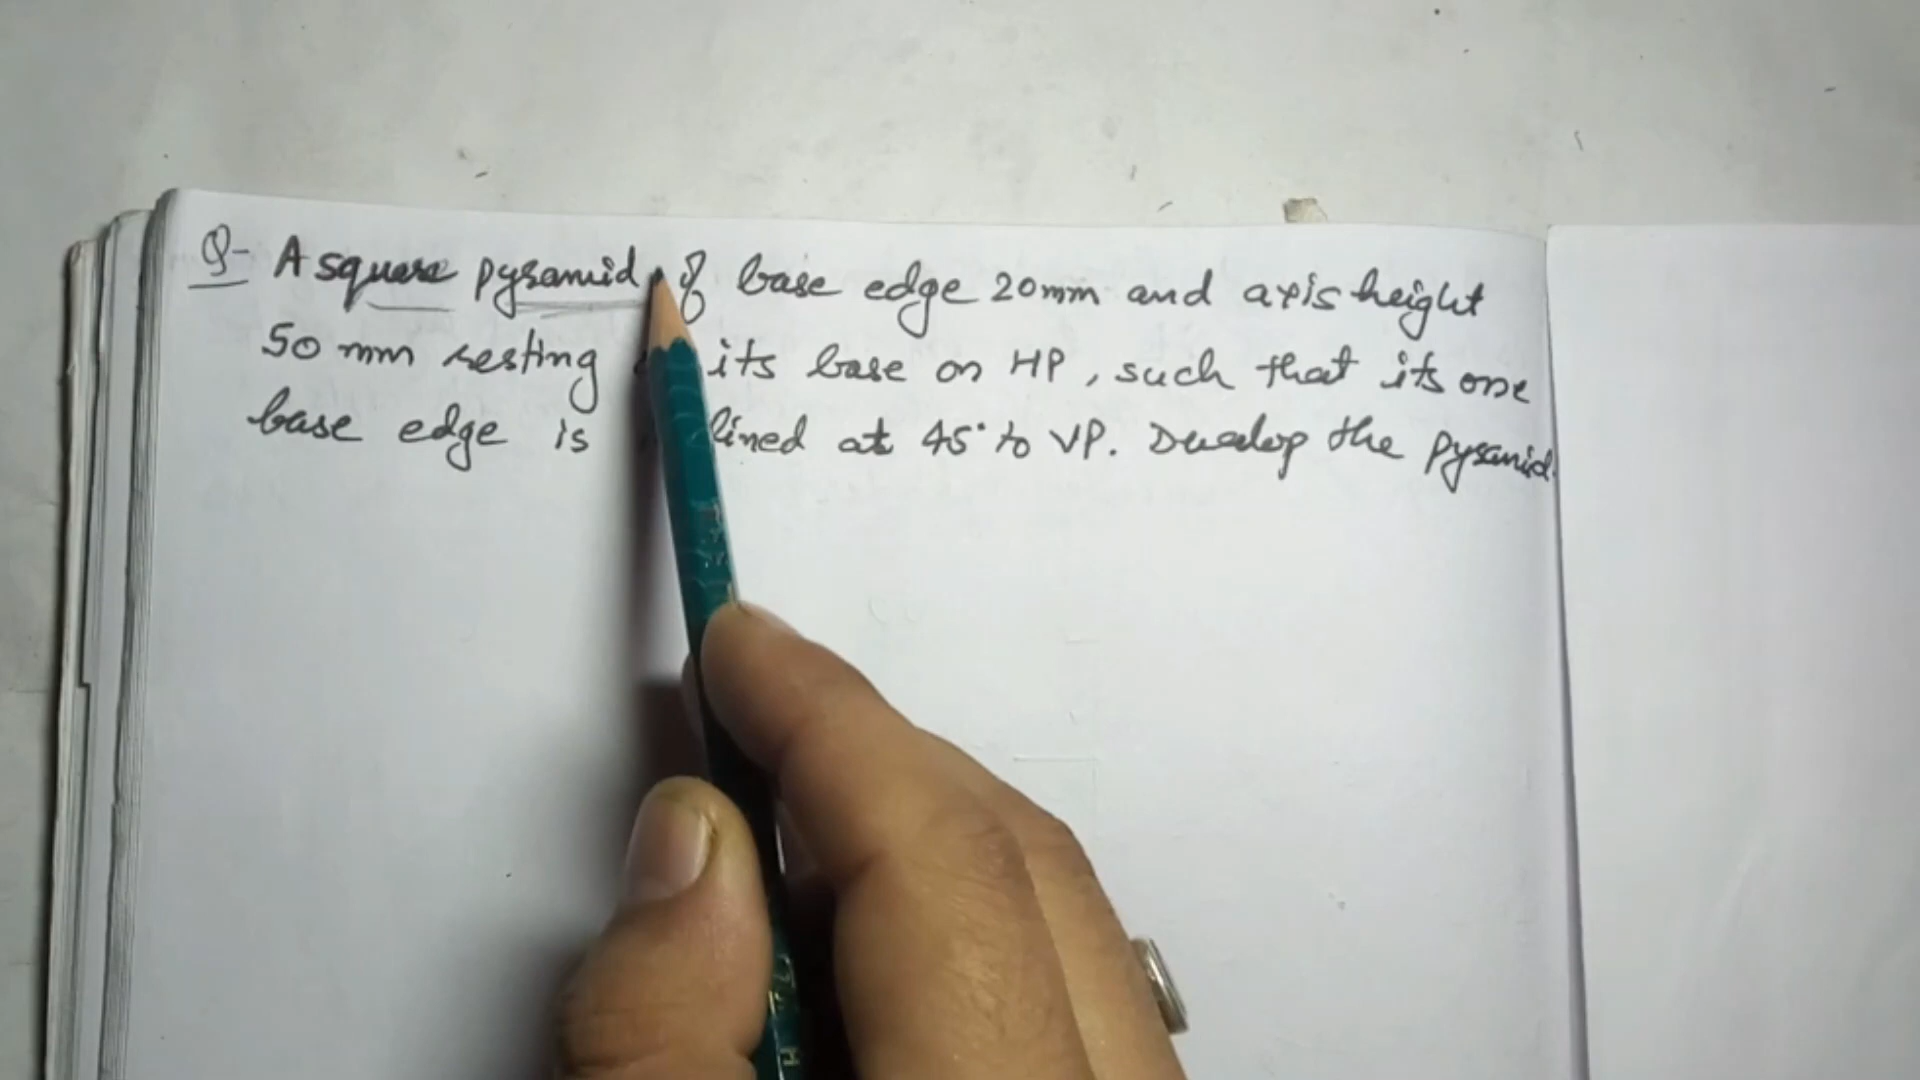 Q- A square pyramid of base edge 20mm and axis height
50 mm resting its base on HP, such that its one
base edge is at 45° to VP. Develop the pyramid.
H